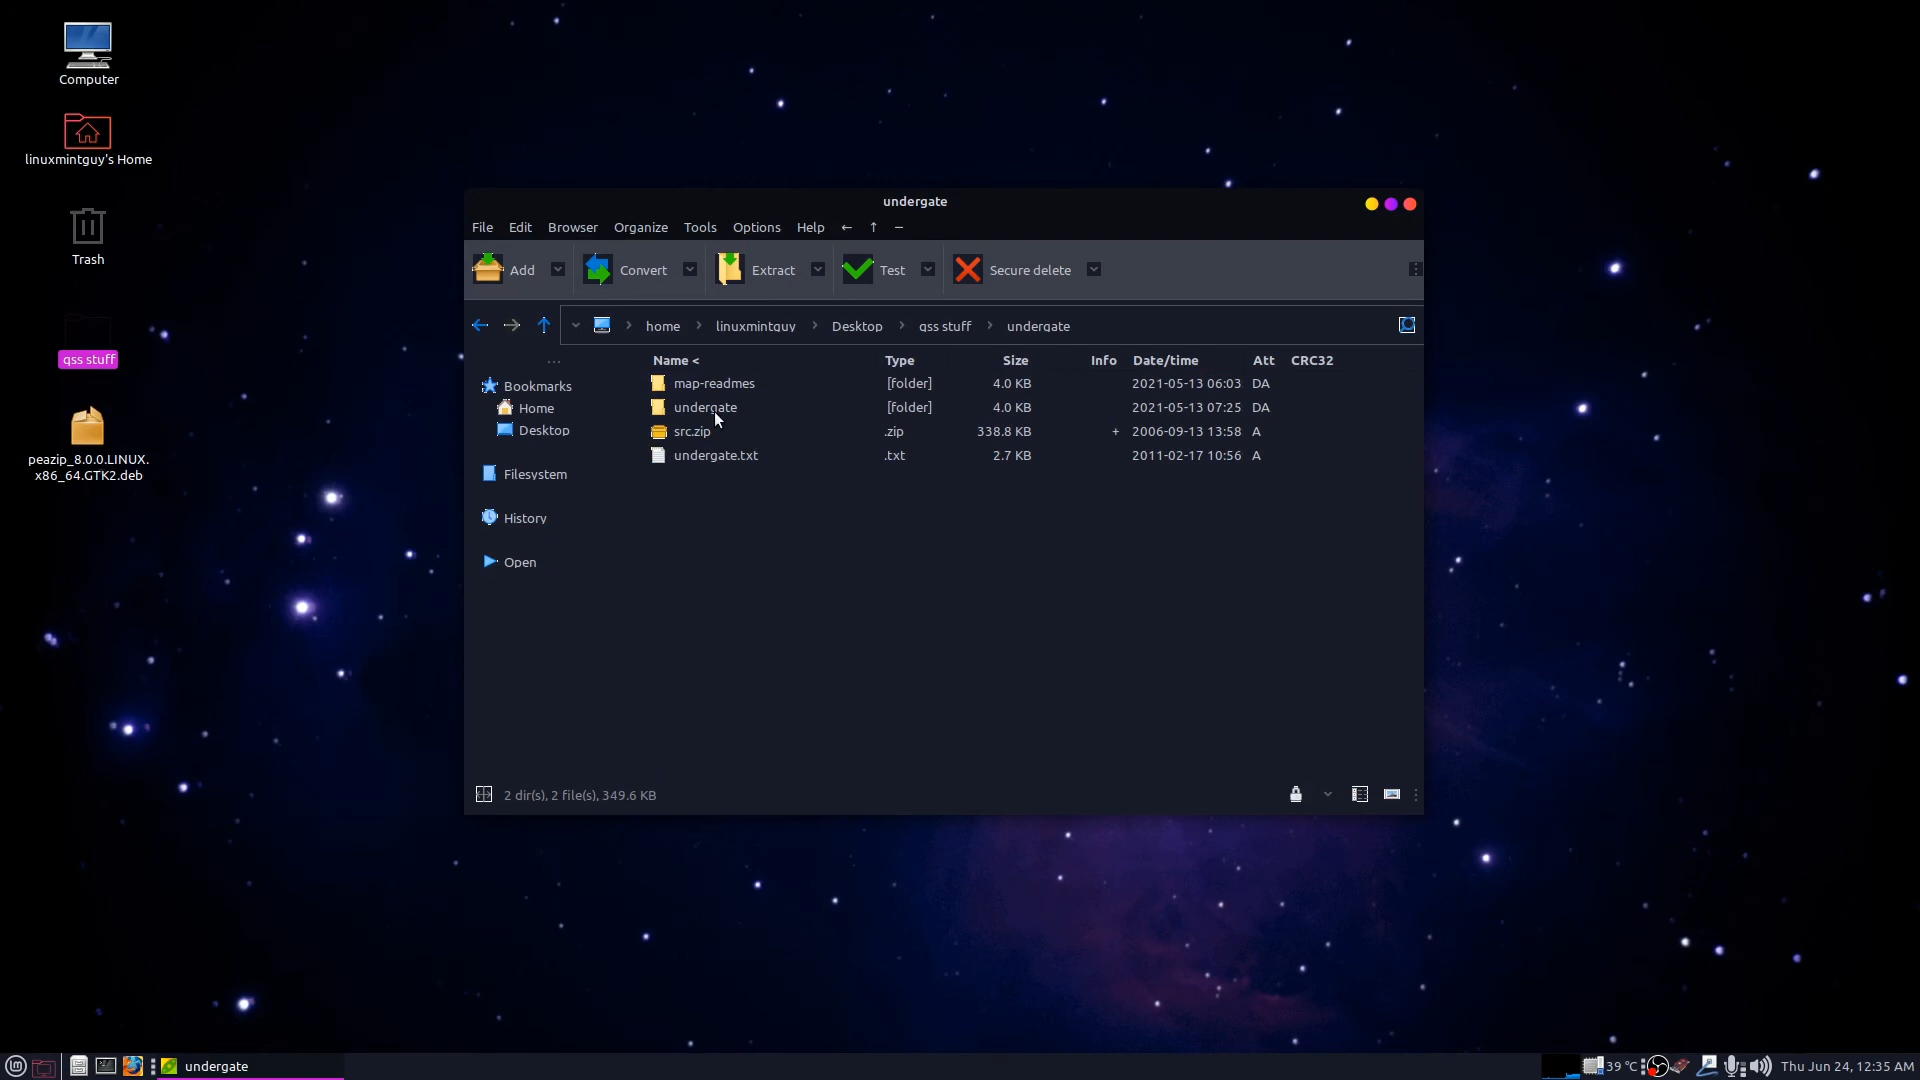 Computer
linuxmintguy's Home
Trash
qss stuff
peazip_8.0.0.LINUX.
x86_64.GTK2.deb
undergate
File Edit Browser Organize Tools Options Help ← ↑ −
Add Convert Extract Test Secure delete
home › linuxmintguy › Desktop › qss stuff › undergate
...
Bookmarks
Home
Desktop
Filesystem
History
Open
Name < Type Size Info Date/time Att CRC32
map-readmes [folder] 4.0 KB 2021-05-13 06:03 DA
undergate [folder] 4.0 KB 2021-05-13 07:25 DA
src.zip .zip 338.8 KB + 2006-09-13 13:58 A
undergate.txt .txt 2.7 KB 2011-02-17 10:56 A
2 dir(s), 2 file(s), 349.6 KB
undergate
39 °C
Thu Jun 24, 12:35 AM